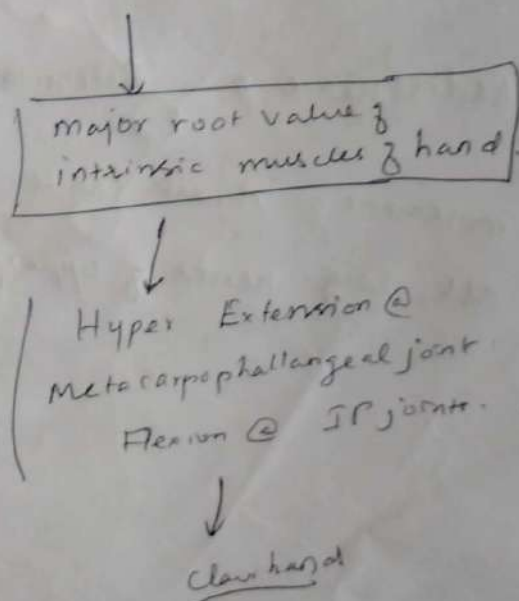 major root value of
intrinsic muscles of hand.
Hyper Extension @
Metacarpophallangeal joint
Flexion @ IP joints.
Claw hand